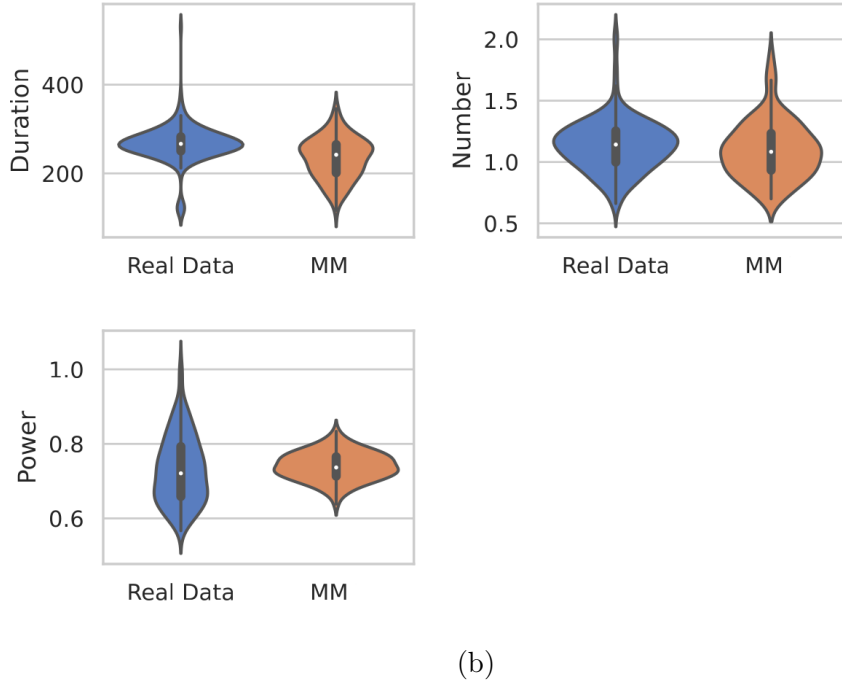 Duration
400
200
Real Data
MM
Number
2.0
1.5
1.0
0.5
Real Data
MM
Power
1.0
0.8
0.6
Real Data
MM
(b)